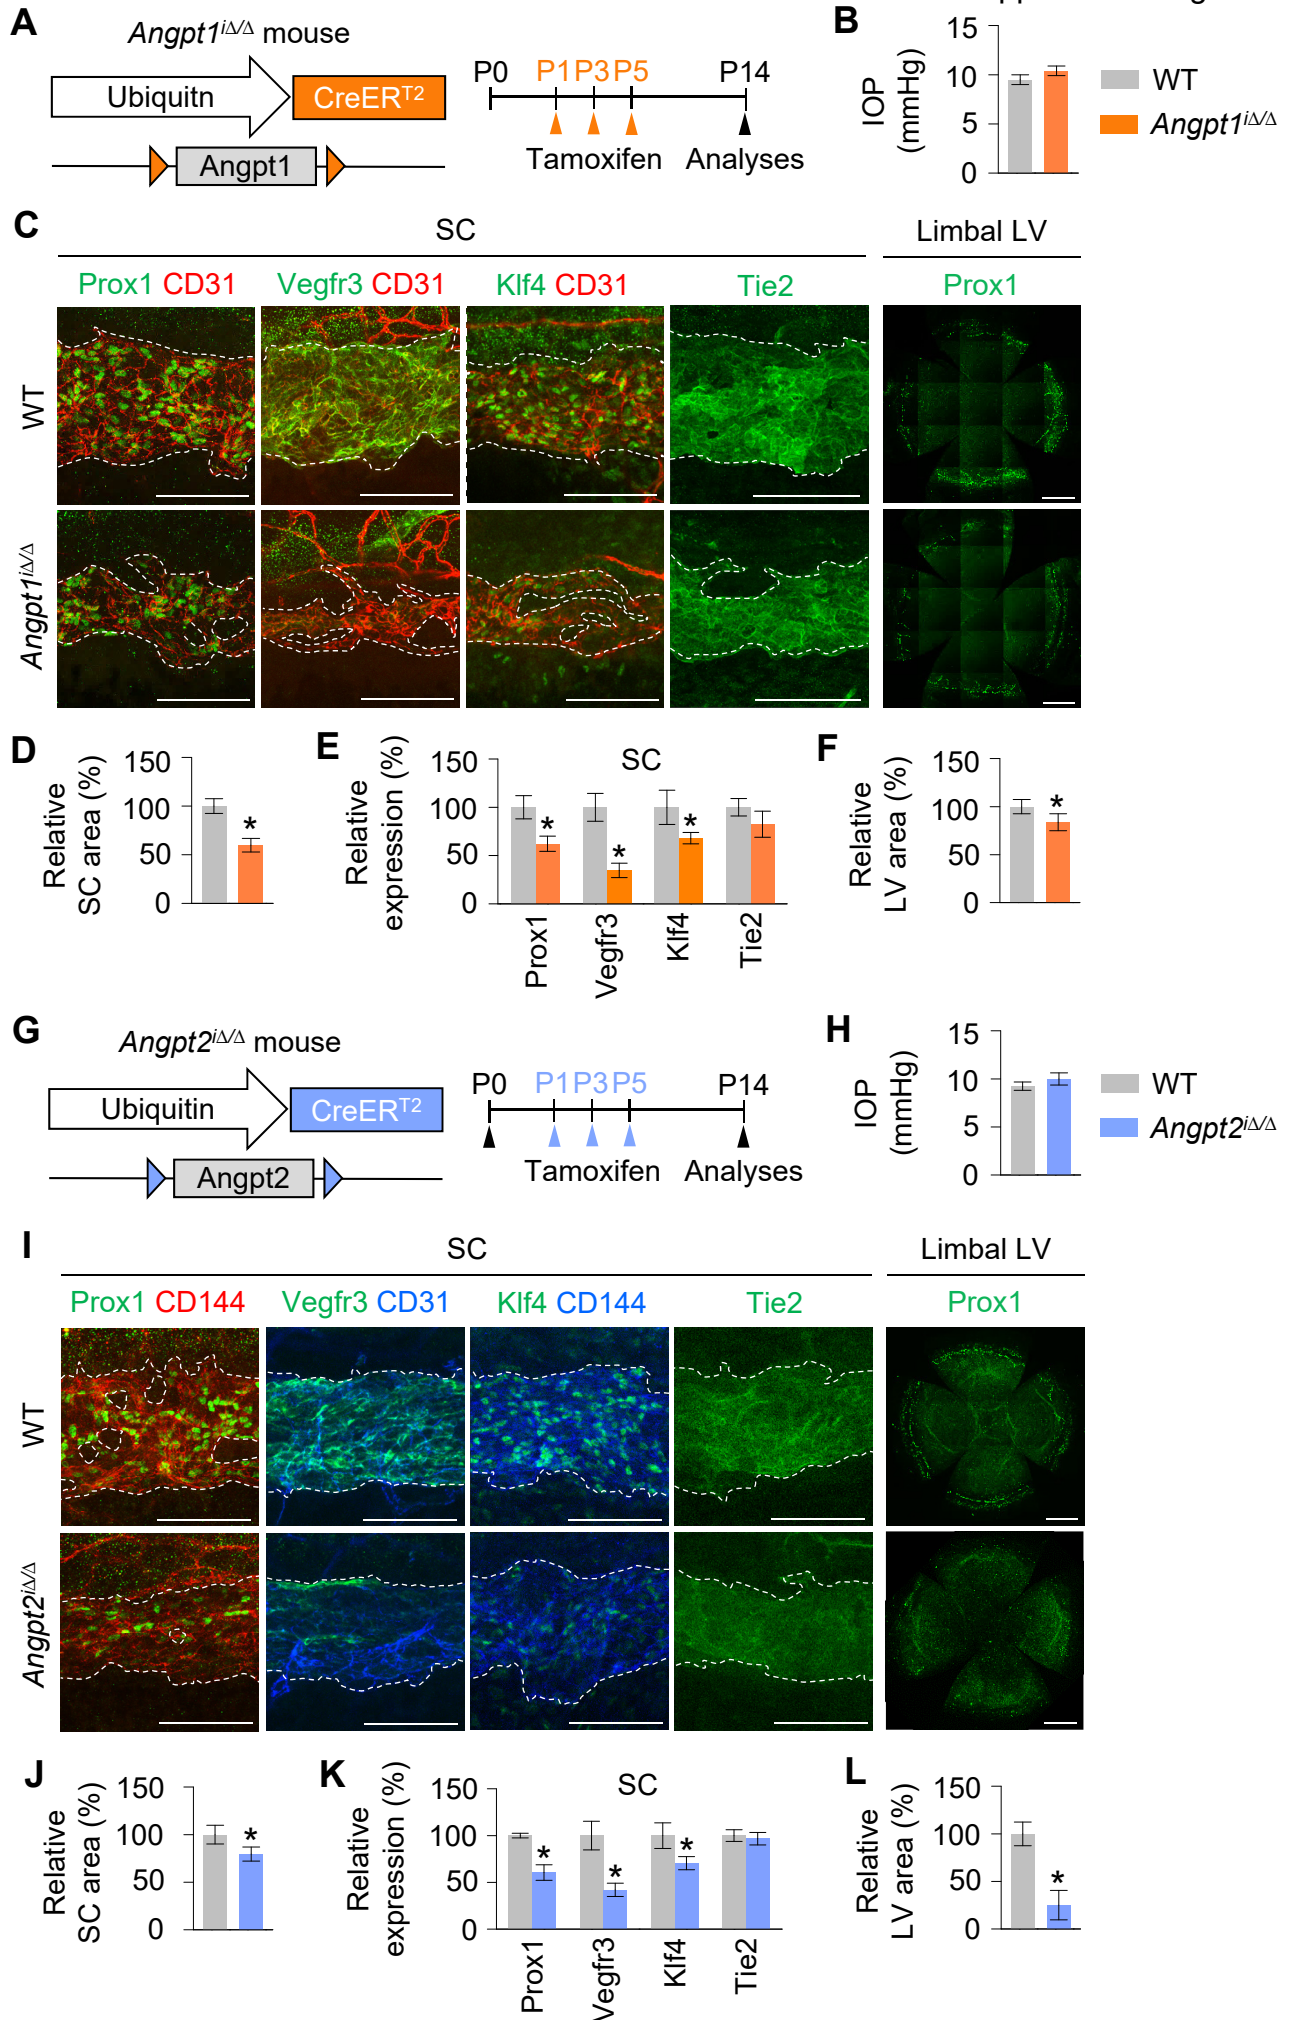 A
Angpt1iΔ/Δ mouse
Ubiquitn
CreERT2
Angpt1
P0 P1 P3 P5 P14
Tamoxifen Analyses
B
IOP
(mmHg)
15
10
5
0
WT
Angpt1iΔ/Δ
C
SC
Limbal LV
Prox1 CD31
Vegfr3 CD31
Klf4 CD31
Tie2
Prox1
WT
Angpt1iΔ/Δ
D
Relative
SC area (%)
150
100
50
0
*
E
Relative
expression (%)
SC
150
100
50
0
* * *
Prox1
Vegfr3
Klf4
Tie2
F
Relative
LV area (%)
150
100
50
0
*
G
Angpt2iΔ/Δ mouse
Ubiquitin
CreERT2
Angpt2
P0 P1 P3 P5 P14
Tamoxifen Analyses
H
IOP
(mmHg)
15
10
5
0
WT
Angpt2iΔ/Δ
I
SC
Limbal LV
Prox1 CD144
Vegfr3 CD31
Klf4 CD144
Tie2
Prox1
WT
Angpt2iΔ/Δ
J
Relative
SC area (%)
150
100
50
0
*
K
Relative
expression (%)
SC
150
100
50
0
* * *
Prox1
Vegfr3
Klf4
Tie2
L
Relative
LV area (%)
150
100
50
0
*